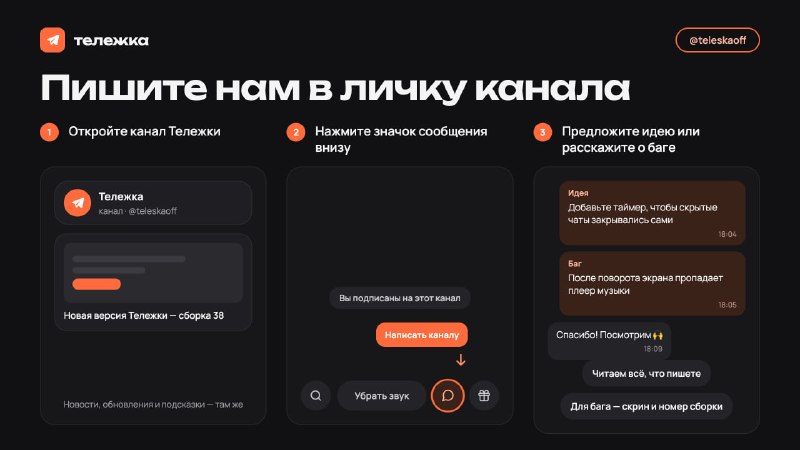 тележка
@teleskaoff
Пишите нам в личку канала
1 Откройте канал Тележки
Тележка
канал · @teleskaoff
Новая версия Тележки — сборка 38
Новости, обновления и подсказки — там же
2 Нажмите значок сообщения
внизу
Вы подписаны на этот канал
Написать каналу
Убрать звук
3 Предложите идею или
расскажите о баге
Идея
Добавьте таймер, чтобы скрытые
чаты закрывались сами
18:04
Баг
После поворота экрана пропадает
плеер музыки
18:05
Спасибо! Посмотрим🙌
18:09
Читаем всё, что пишете
Для бага — скрин и номер сборки